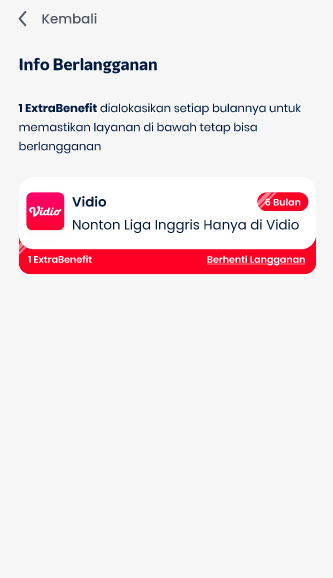 Kembali
Info Berlangganan
1 ExtraBenefit dialokasikan setiap bulannya untuk
memastikan layanan di bawah tetap bisa
berlangganan
Vidio
Vidio
6 Bulan
Nonton Liga Inggris Hanya di Vidio
1 ExtraBenefit
Berhenti Langganan